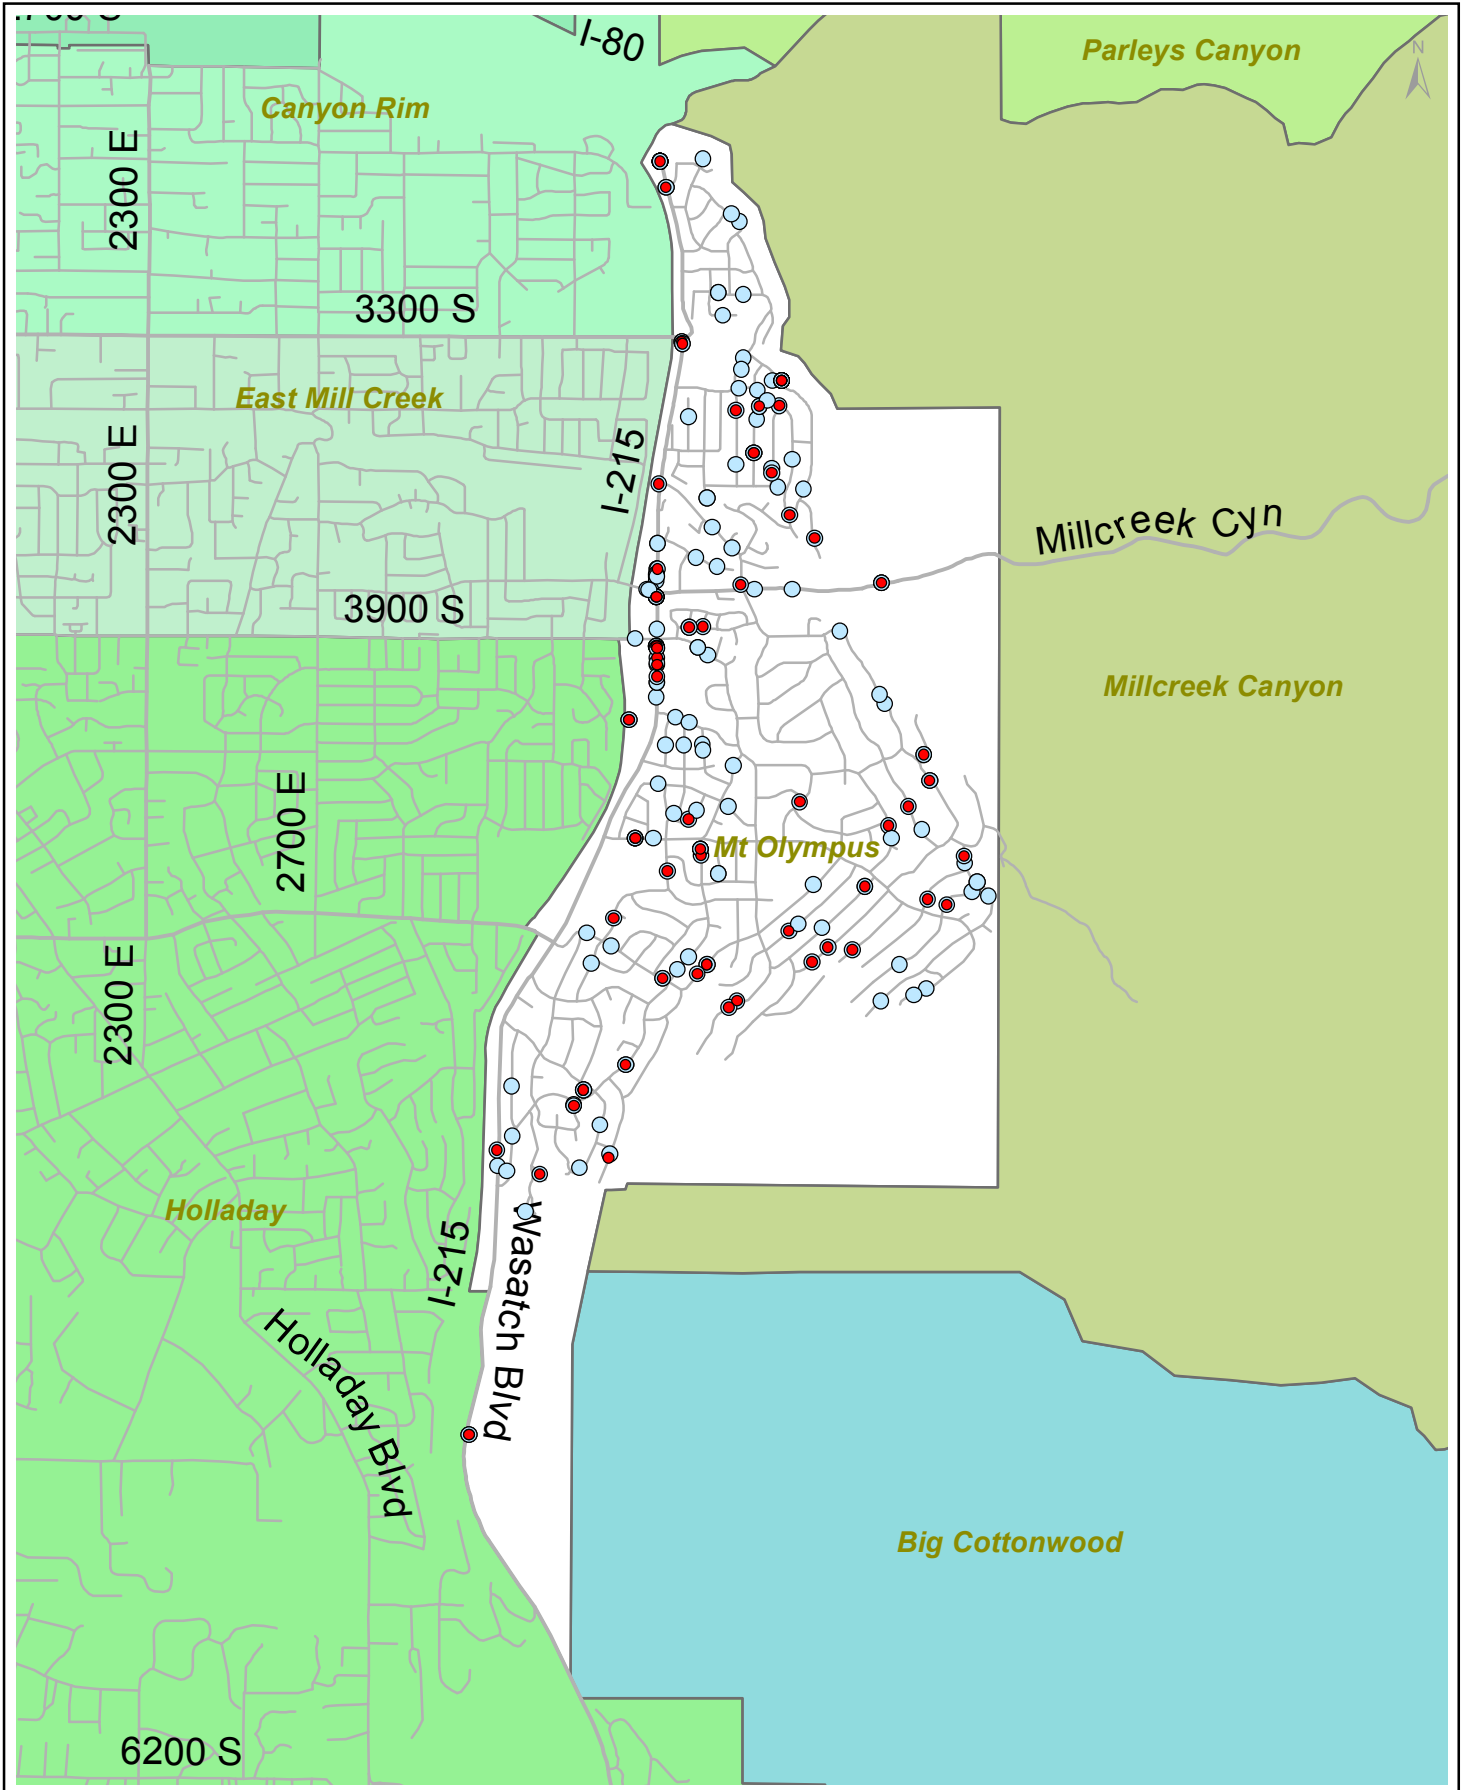 I-80
Parleys Canyon
N
Canyon Rim
2300 E
3300 S
East Mill Creek
2300 E
I-215
Millcreek Cyn
3900 S
Millcreek Canyon
2700 E
Mt Olympus
2300 E
Holladay
I-215
Wasatch Blvd
Holladay Blvd
Big Cottonwood
6200 S